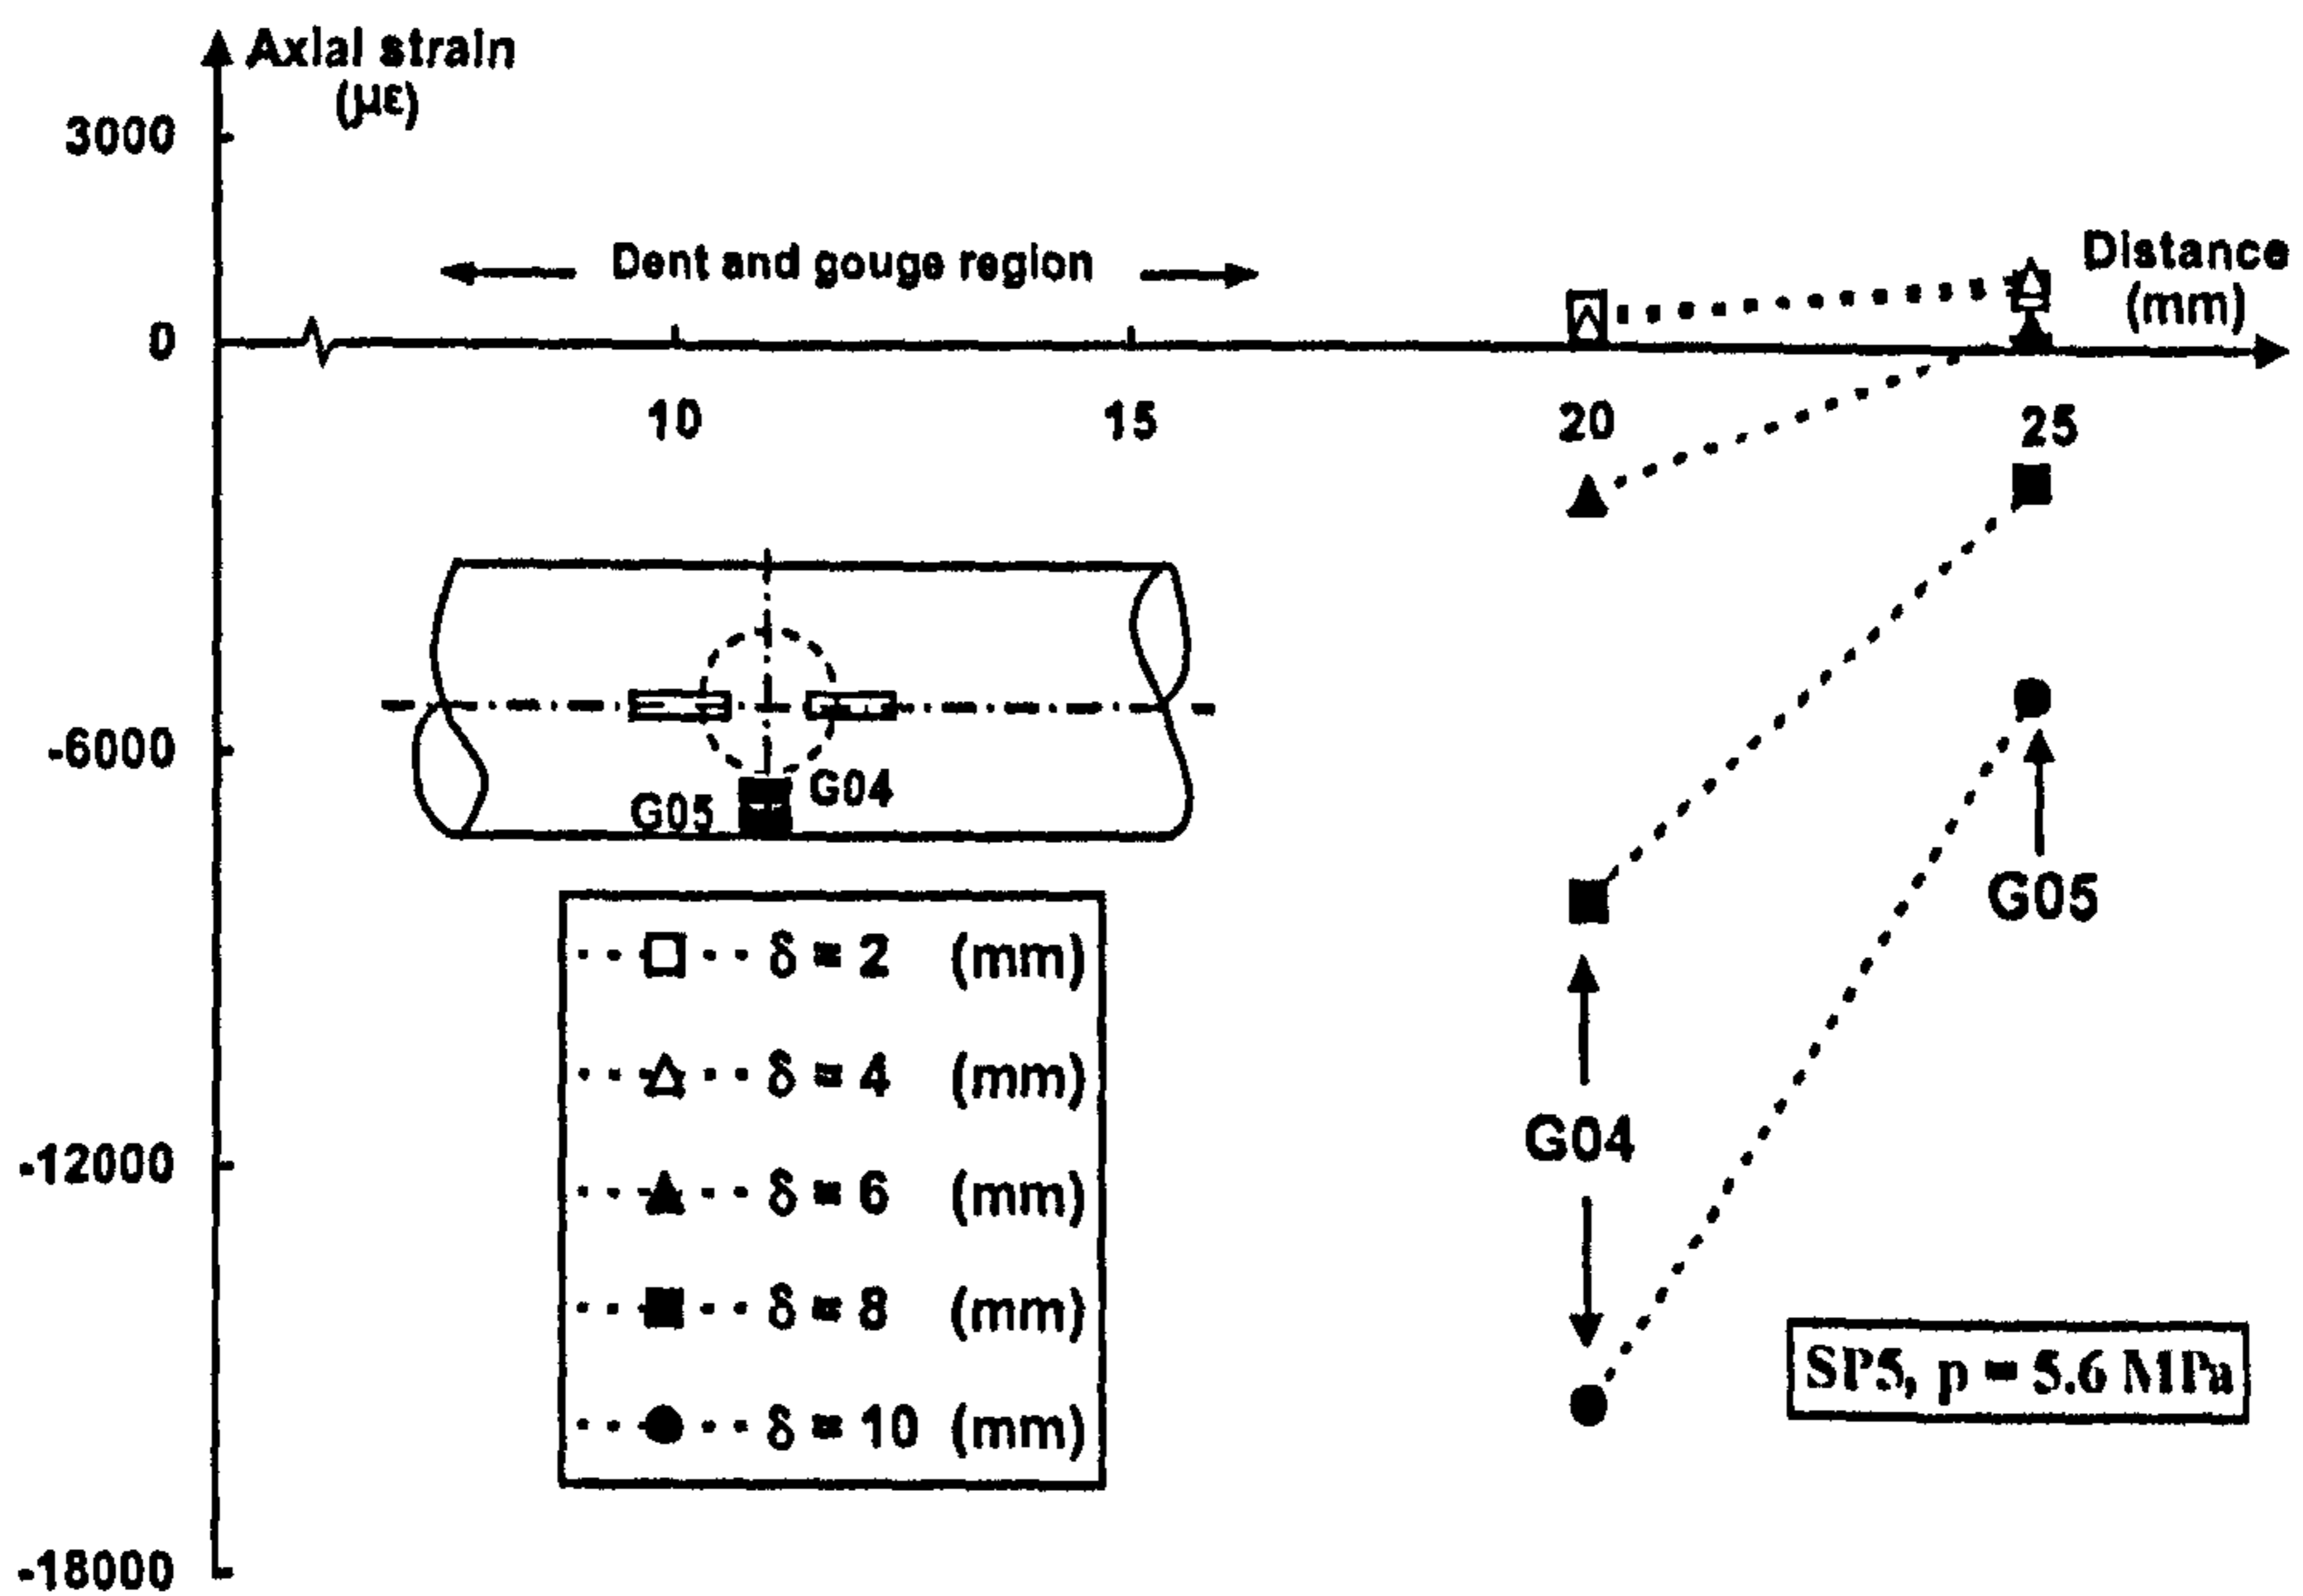 Axial strain
(με)
3000
Dent and gouge region
Distance
(mm)
0
10
15
20
25
-6000
G05
G04
G05
δ = 2 (mm)
δ = 4 (mm)
G04
-12000
δ = 6 (mm)
δ = 8 (mm)
SP5, p = 5.6 MPa
δ = 10 (mm)
-18000